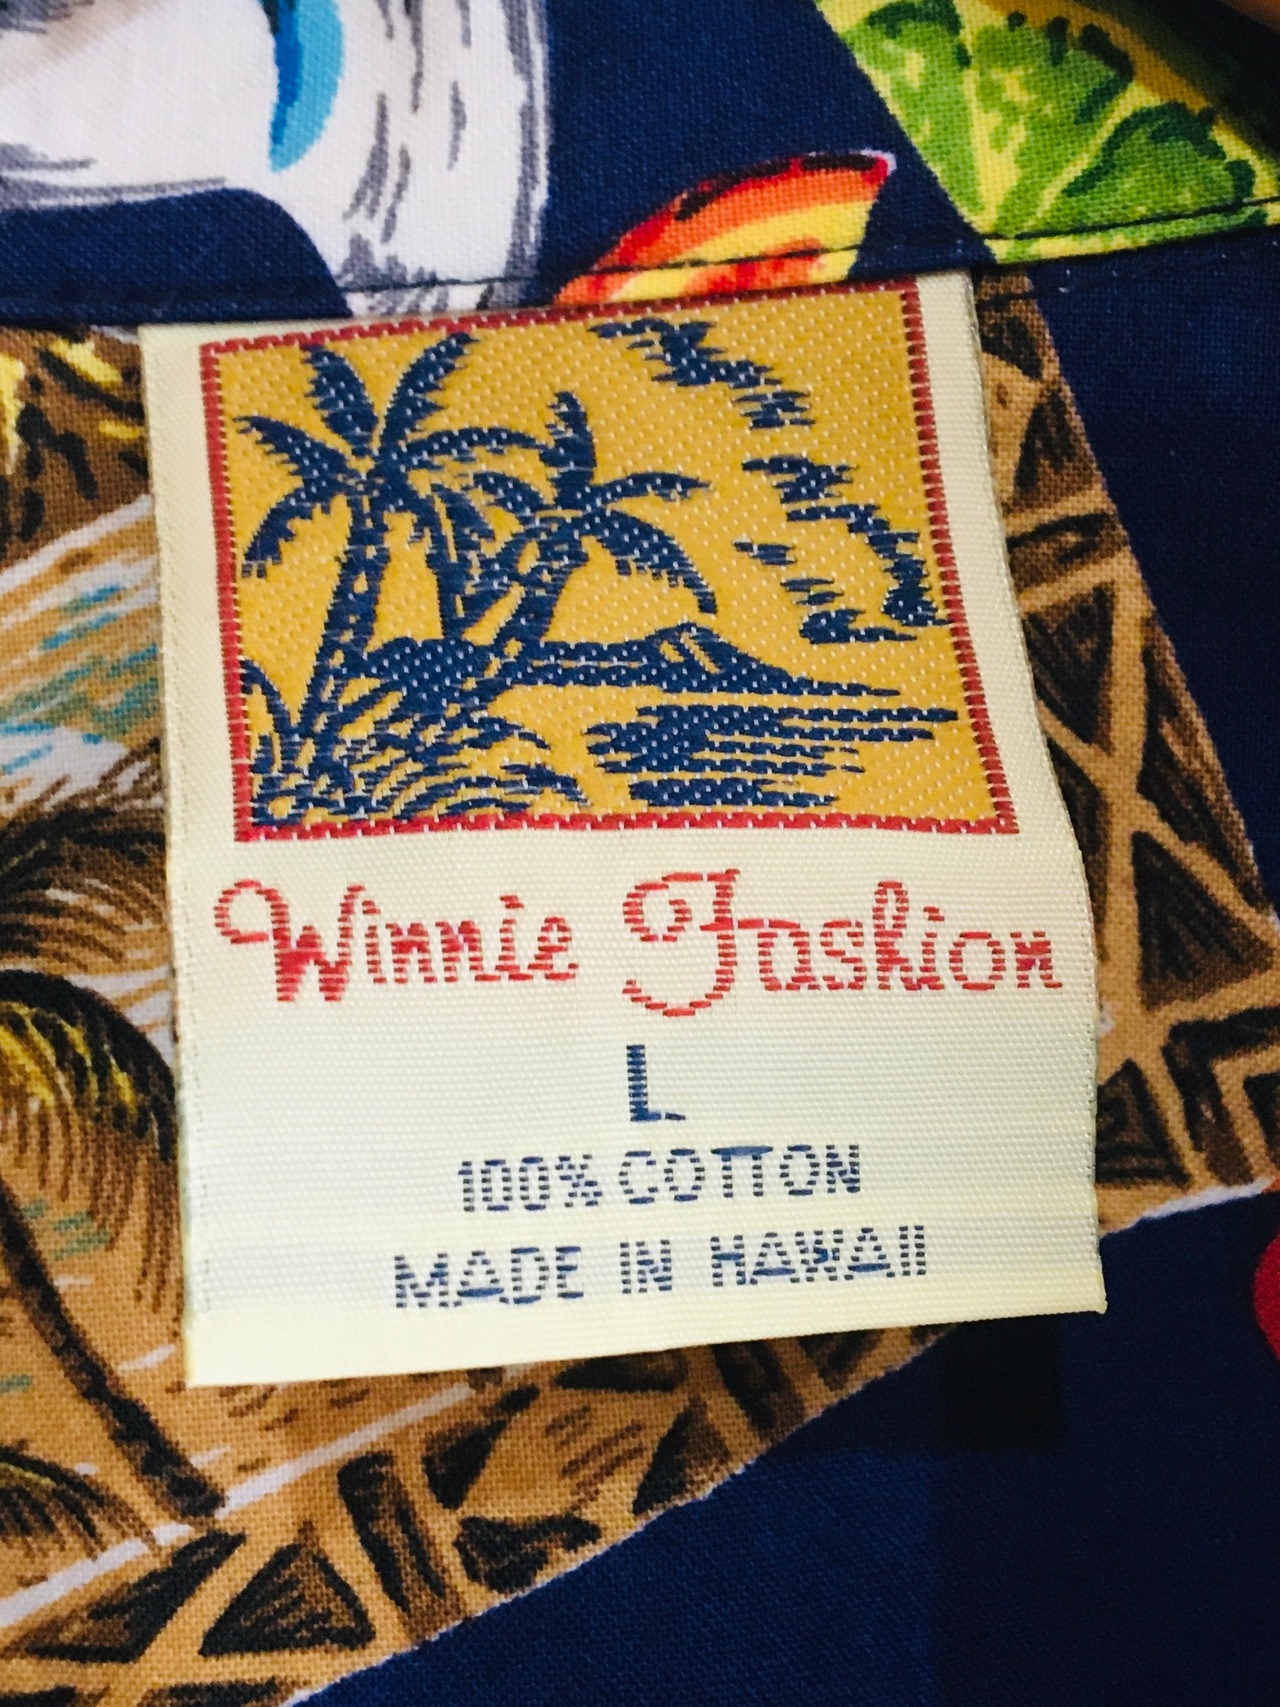 Winnie Fashion
L
100% COTTON
MADE IN HAWAII